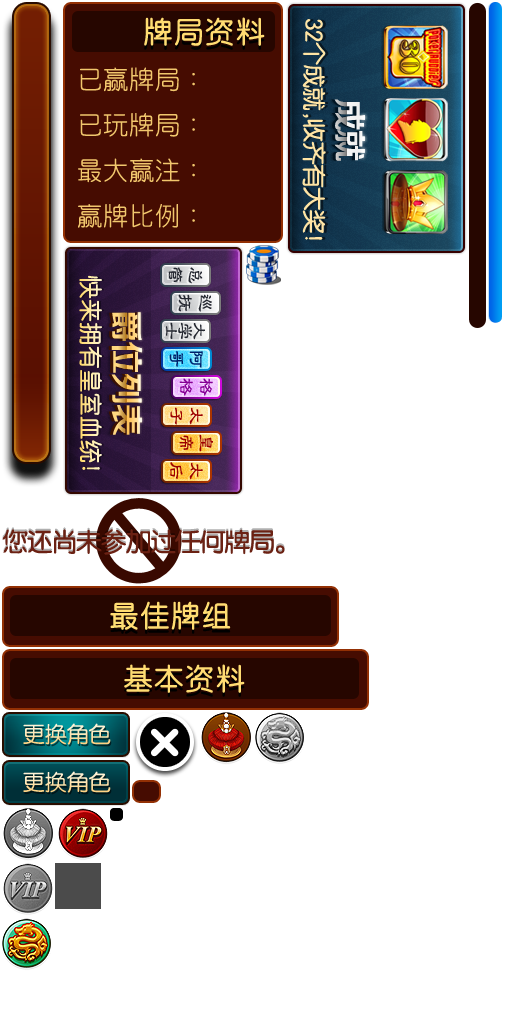 牌局资料
已赢牌局：
已玩牌局：
最大赢注：
赢牌比例：
成就
32个成就,收齐有大奖!
30
爵位列表
快来拥有皇室血统!
总管
巡抚
大学士
阿哥
格格
太子
皇帝
太后
您还尚未参加过任何牌局。
最佳牌组
基本资料
更换角色
更换角色
VIP
VIP